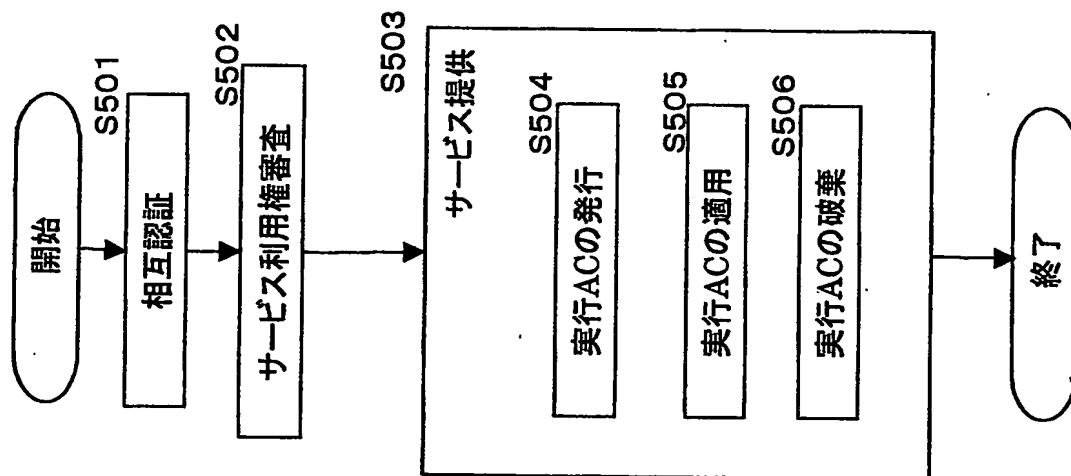 開始
S501
相互認証
S502
サービス利用権審査
S503
サービス提供
S504
実行ACの発行
S505
実行ACの適用
S506
実行ACの破棄
終了